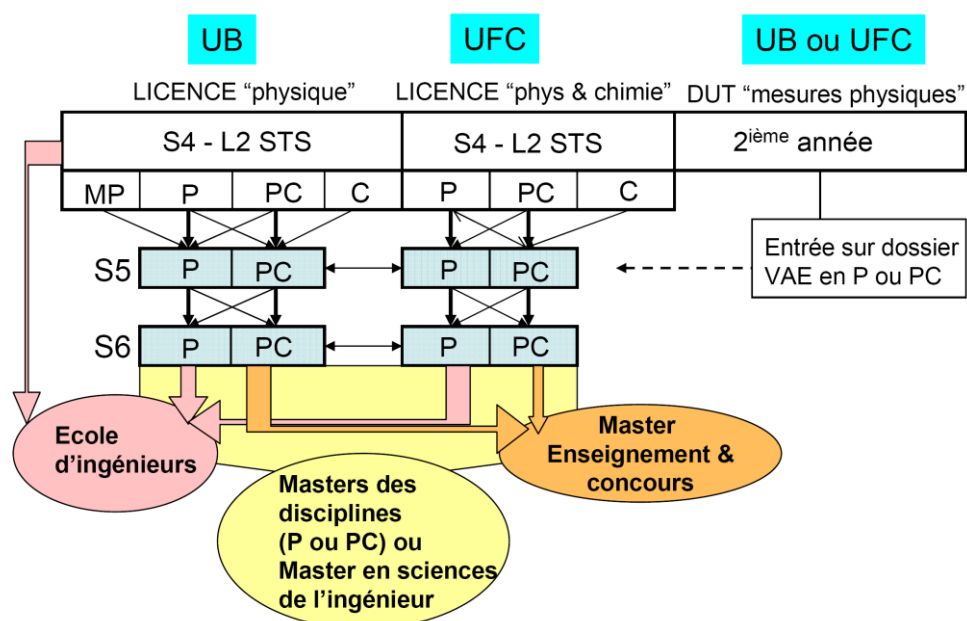 UB
UFC
UB ou UFC
LICENCE “physique”
LICENCE “phys & chimie”
DUT “mesures physiques”
S4 - L2 STS
S4 - L2 STS
2ième année
MP
P
PC
C
P
PC
C
S5
P
PC
P
PC
Entrée sur dossier
VAE en P ou PC
S6
P
PC
P
PC
Ecole
d’ingénieurs
Master
Enseignement &
concours
Masters des
disciplines
(P ou PC) ou
Master en sciences
de l’ingénieur